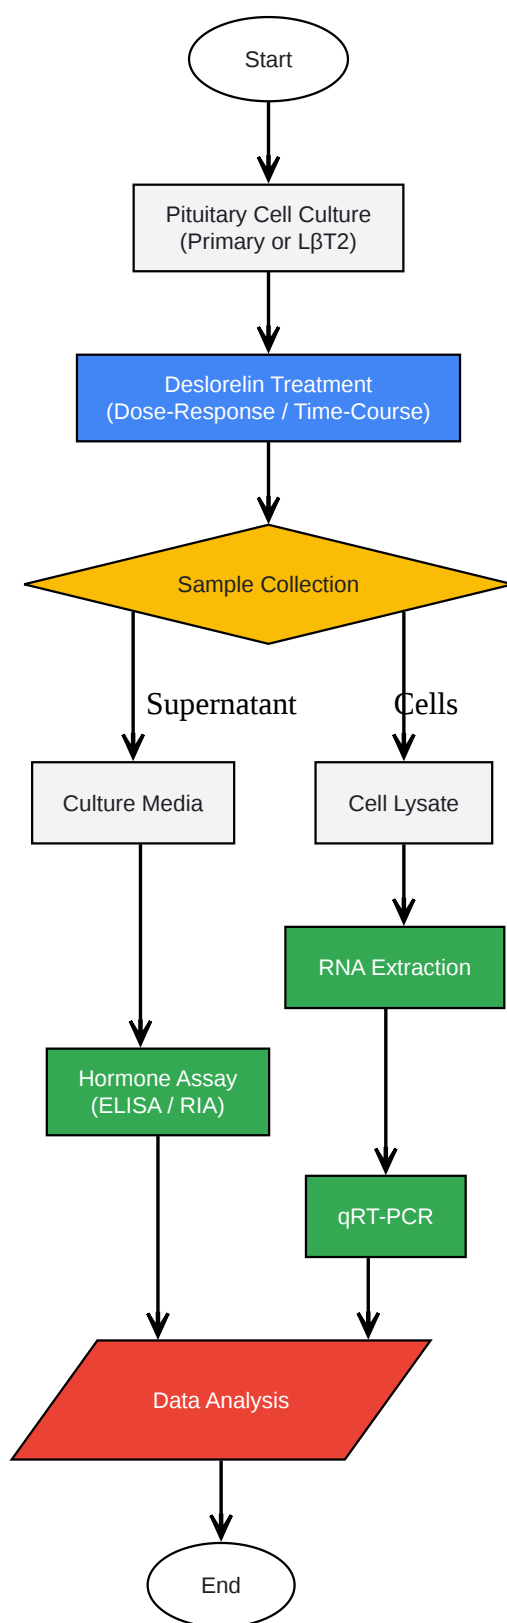 Start
Pituitary Cell Culture
(Primary or LβT2)
Deslorelin Treatment
(Dose-Response / Time-Course)
Sample Collection
Supernatant
Cells
Culture Media
Cell Lysate
RNA Extraction
Hormone Assay
(ELISA / RIA)
qRT-PCR
Data Analysis
End